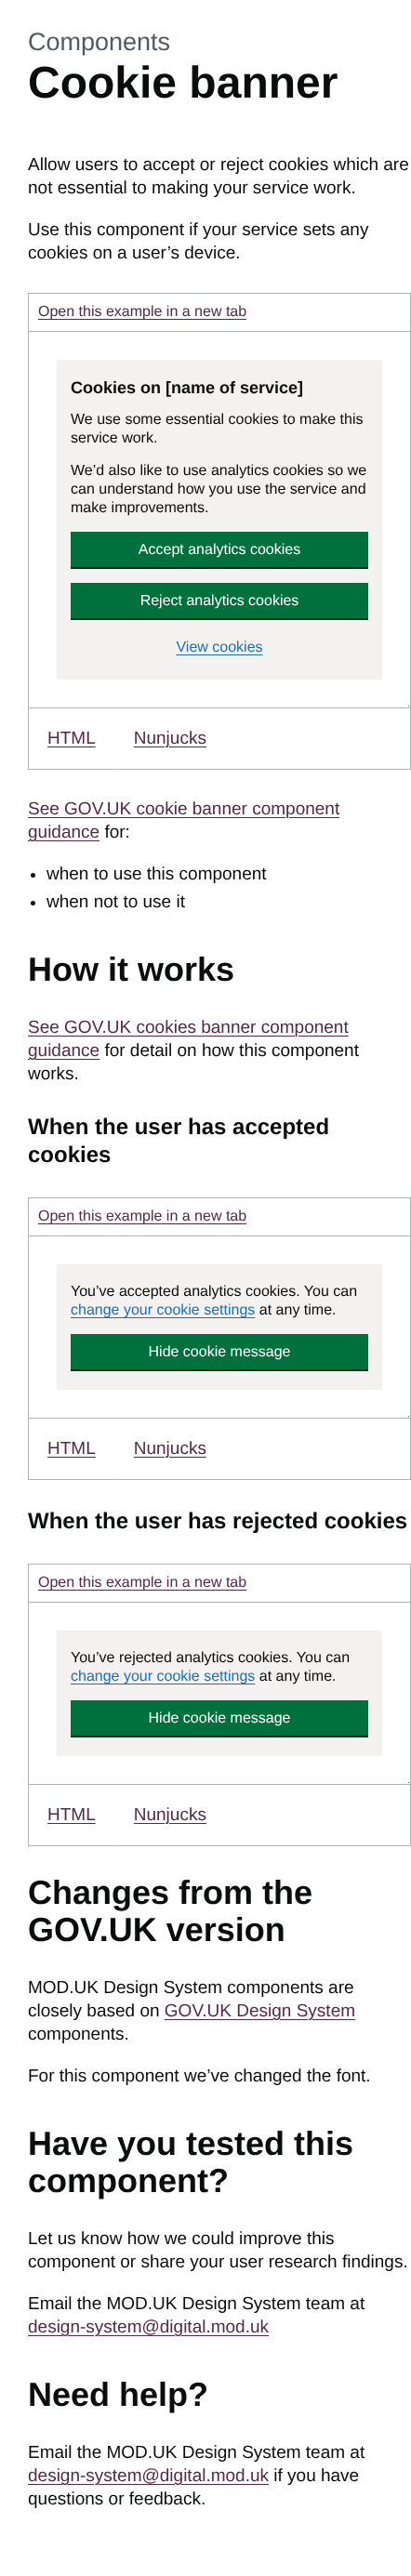 Components
Cookie banner
Allow users to accept or reject cookies which are
not essential to making your service work.
Use this component if your service sets any
cookies on a user’s device.
Open this example in a new tab
Cookies on [name of service]
We use some essential cookies to make this
service work.
We’d also like to use analytics cookies so we
can understand how you use the service and
make improvements.
Accept analytics cookies
Reject analytics cookies
View cookies
HTML Nunjucks
See GOV.UK cookie banner component
guidance for:
• when to use this component
• when not to use it
How it works
See GOV.UK cookies banner component
guidance for detail on how this component
works.
When the user has accepted
cookies
Open this example in a new tab
You’ve accepted analytics cookies. You can
change your cookie settings at any time.
Hide cookie message
HTML Nunjucks
When the user has rejected cookies
Open this example in a new tab
You’ve rejected analytics cookies. You can
change your cookie settings at any time.
Hide cookie message
HTML Nunjucks
Changes from the
GOV.UK version
MOD.UK Design System components are
closely based on GOV.UK Design System
components.
For this component we’ve changed the font.
Have you tested this
component?
Let us know how we could improve this
component or share your user research findings.
Email the MOD.UK Design System team at
design-system@digital.mod.uk
Need help?
Email the MOD.UK Design System team at
design-system@digital.mod.uk if you have
questions or feedback.